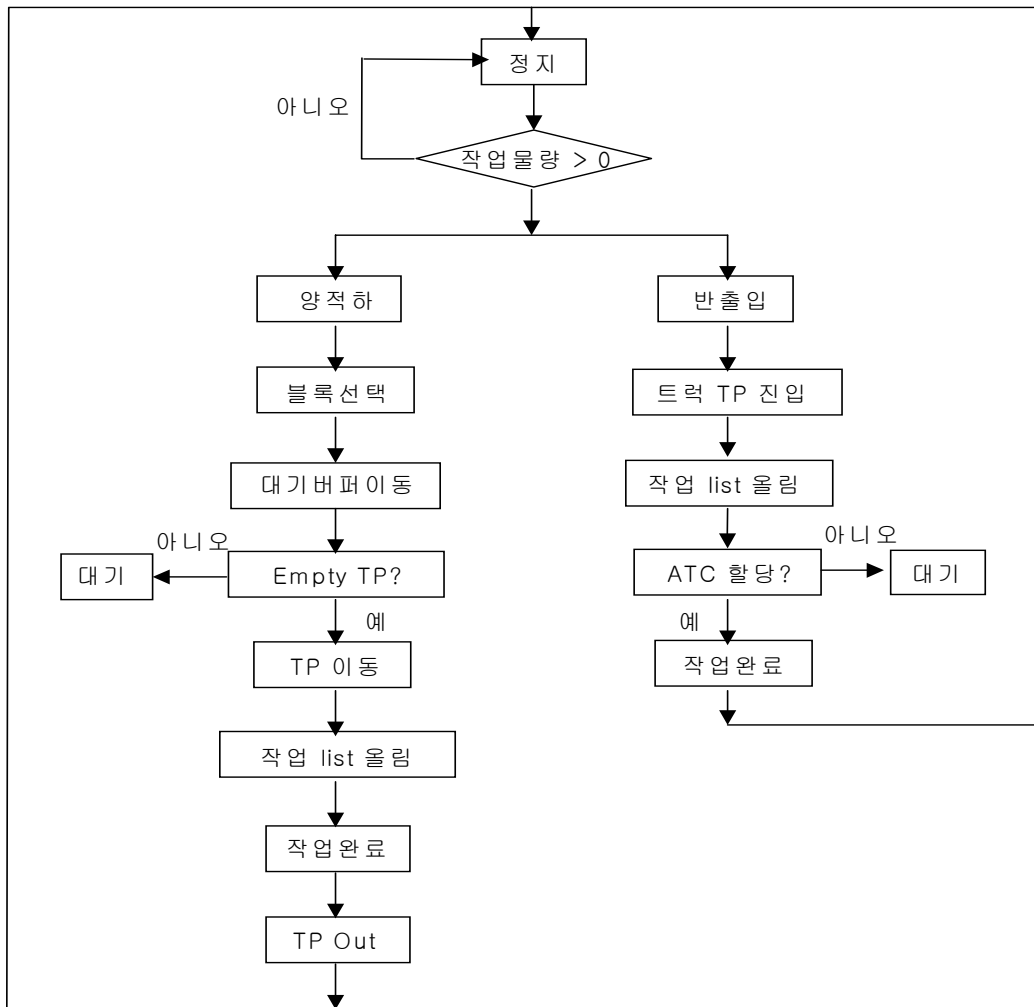 정지
아니오
작업물량 > 0
양적하
반출입
블록선택
트럭 TP 진입
대기버퍼이동
작업 list 올림
아니오
아니오
대기
Empty TP?
ATC 할당?
대기
예
예
TP 이동
작업완료
작업 list 올림
작업완료
TP Out